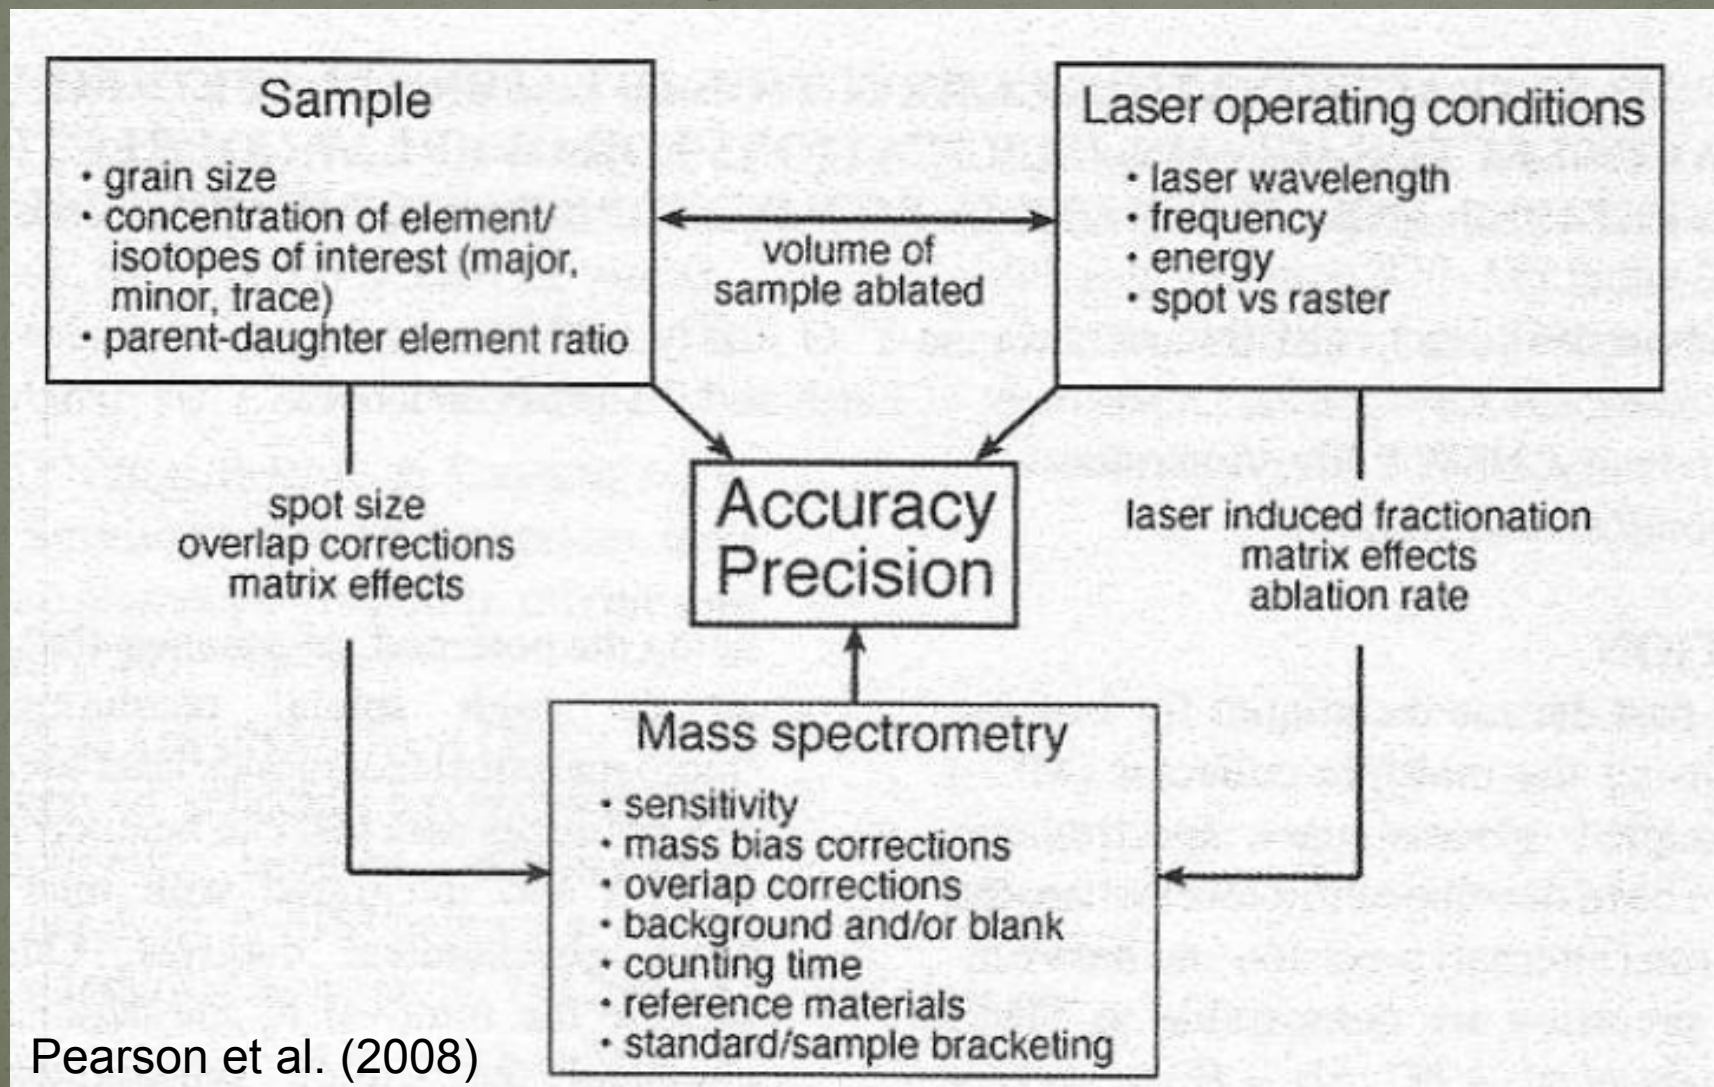 Sample
• grain size
• concentration of element/
isotopes of interest (major,
minor, trace)
• parent-daughter element ratio
volume of
sample ablated
Laser operating conditions
• laser wavelength
• frequency
• energy
• spot vs raster
spot size
overlap corrections
matrix effects
Accuracy
Precision
laser induced fractionation
matrix effects
ablation rate
Mass spectrometry
• sensitivity
• mass bias corrections
• overlap corrections
• background and/or blank
• counting time
• reference materials
• standard/sample bracketing
Pearson et al. (2008)